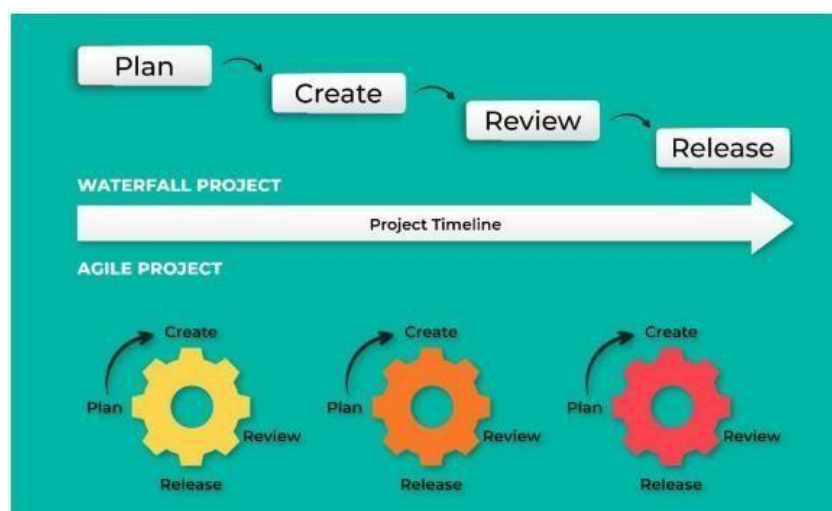 Plan
Create
Review
Release
WATERFALL PROJECT
Project Timeline
AGILE PROJECT
Create
Plan
Review
Release
Create
Plan
Review
Release
Create
Plan
Review
Release